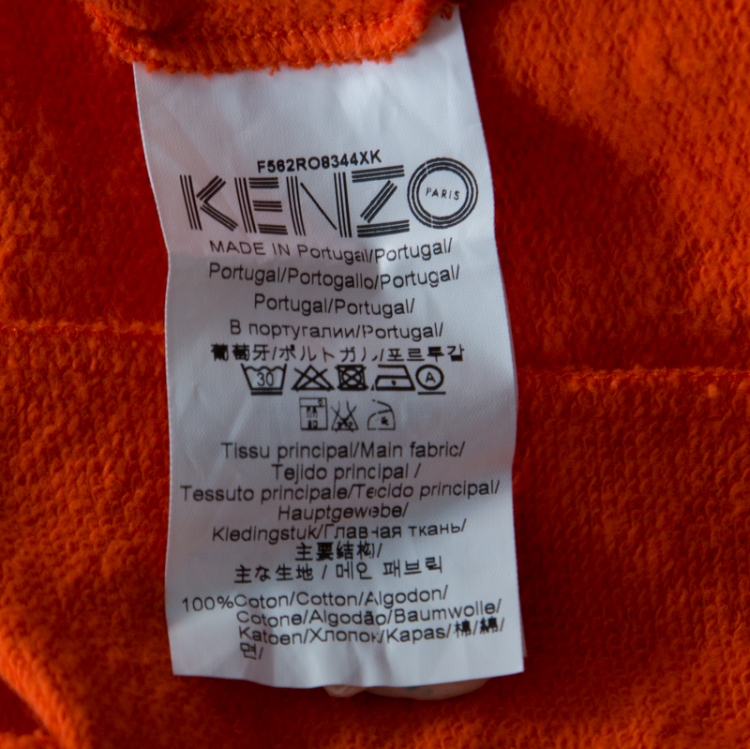 F562RO8344XK
KENZO
PARIS
MADE IN Portugal/Portugal/
Portugal/Portogallo/Portugal/
Portugal/Portugal/
В португалии/Portugal/
葡萄牙/ポルトガル/포르투갈
30 A
Tissu principal/Main fabric/
Tejido principal /
Tessuto principale/Tecido principal/
Hauptgewebe/
Kledingstuk/Главная ткань/
主要结构/
主な生地 / 메인 패브릭
100%Coton/Cotton/Algodon/
Cotone/Algodão/Baumwolle/
Katoen/Хлопок/Kapas/棉/綿/
면/